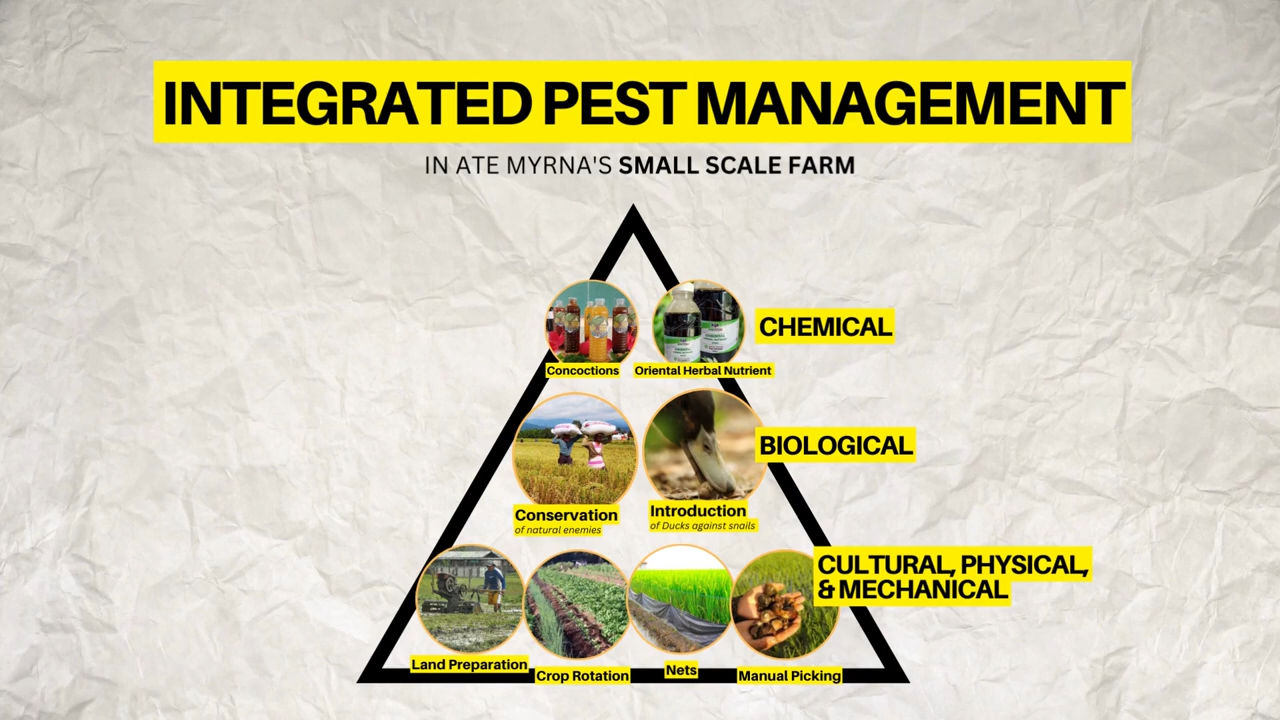 INTEGRATED PEST MANAGEMENT
IN ATE MYRNA'S SMALL SCALE FARM
CHEMICAL
Concoctions
Oriental Herbal Nutrient
BIOLOGICAL
Conservation
of natural enemies
Introduction
of Ducks against snails
CULTURAL, PHYSICAL,
& MECHANICAL
Land Preparation
Crop Rotation
Nets
Manual Picking